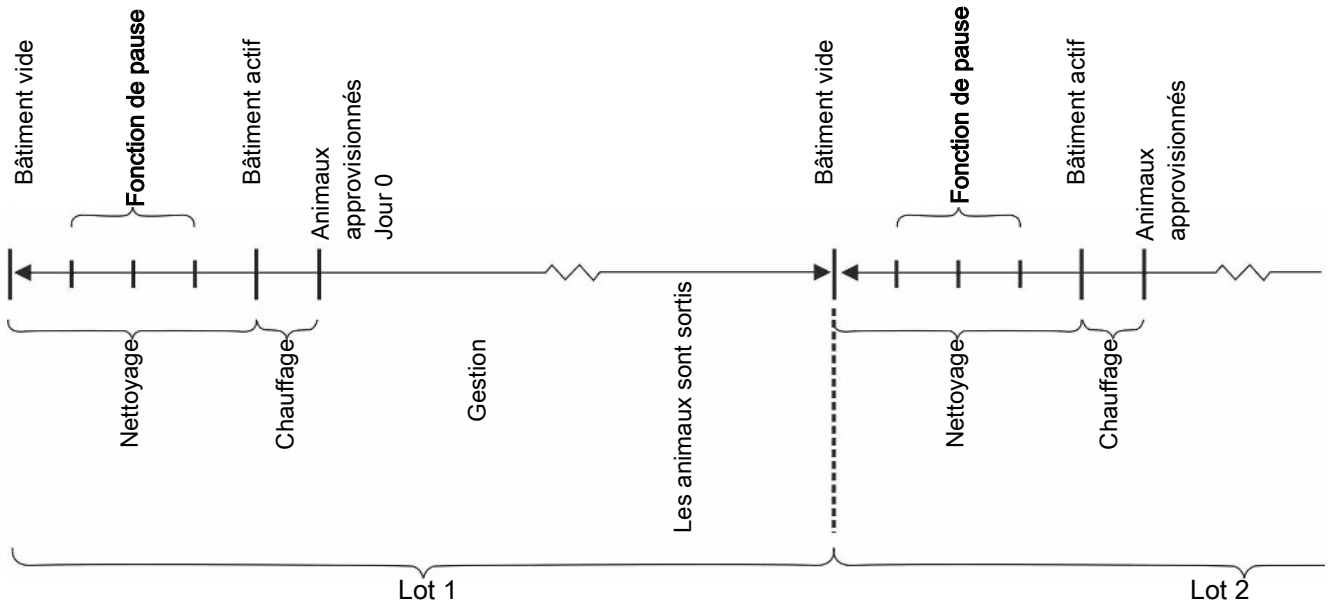 Bâtiment vide
Fonction de pause
Bâtiment actif
Animaux
approvisionnés
Jour 0
Bâtiment vide
Fonction de pause
Bâtiment actif
Animaux
approvisionnés
Nettoyage
Chauffage
Gestion
Les animaux sont sortis
Nettoyage
Chauffage
Lot 1
Lot 2